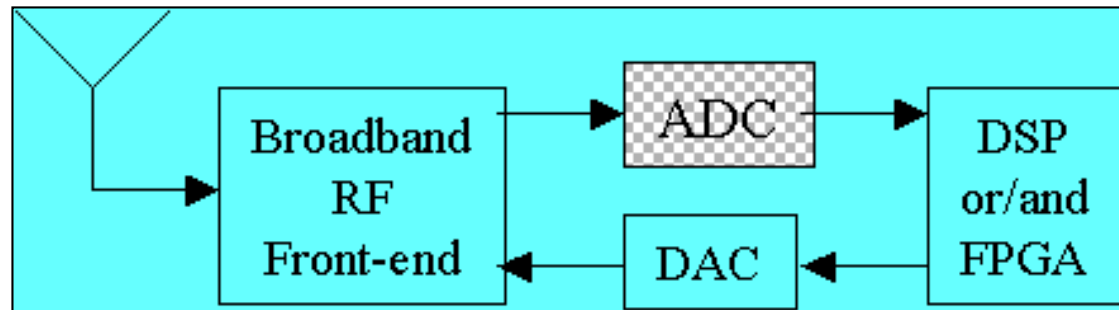 Broadband
RF
Front-end
ADC
DAC
DSP
or/and
FPGA